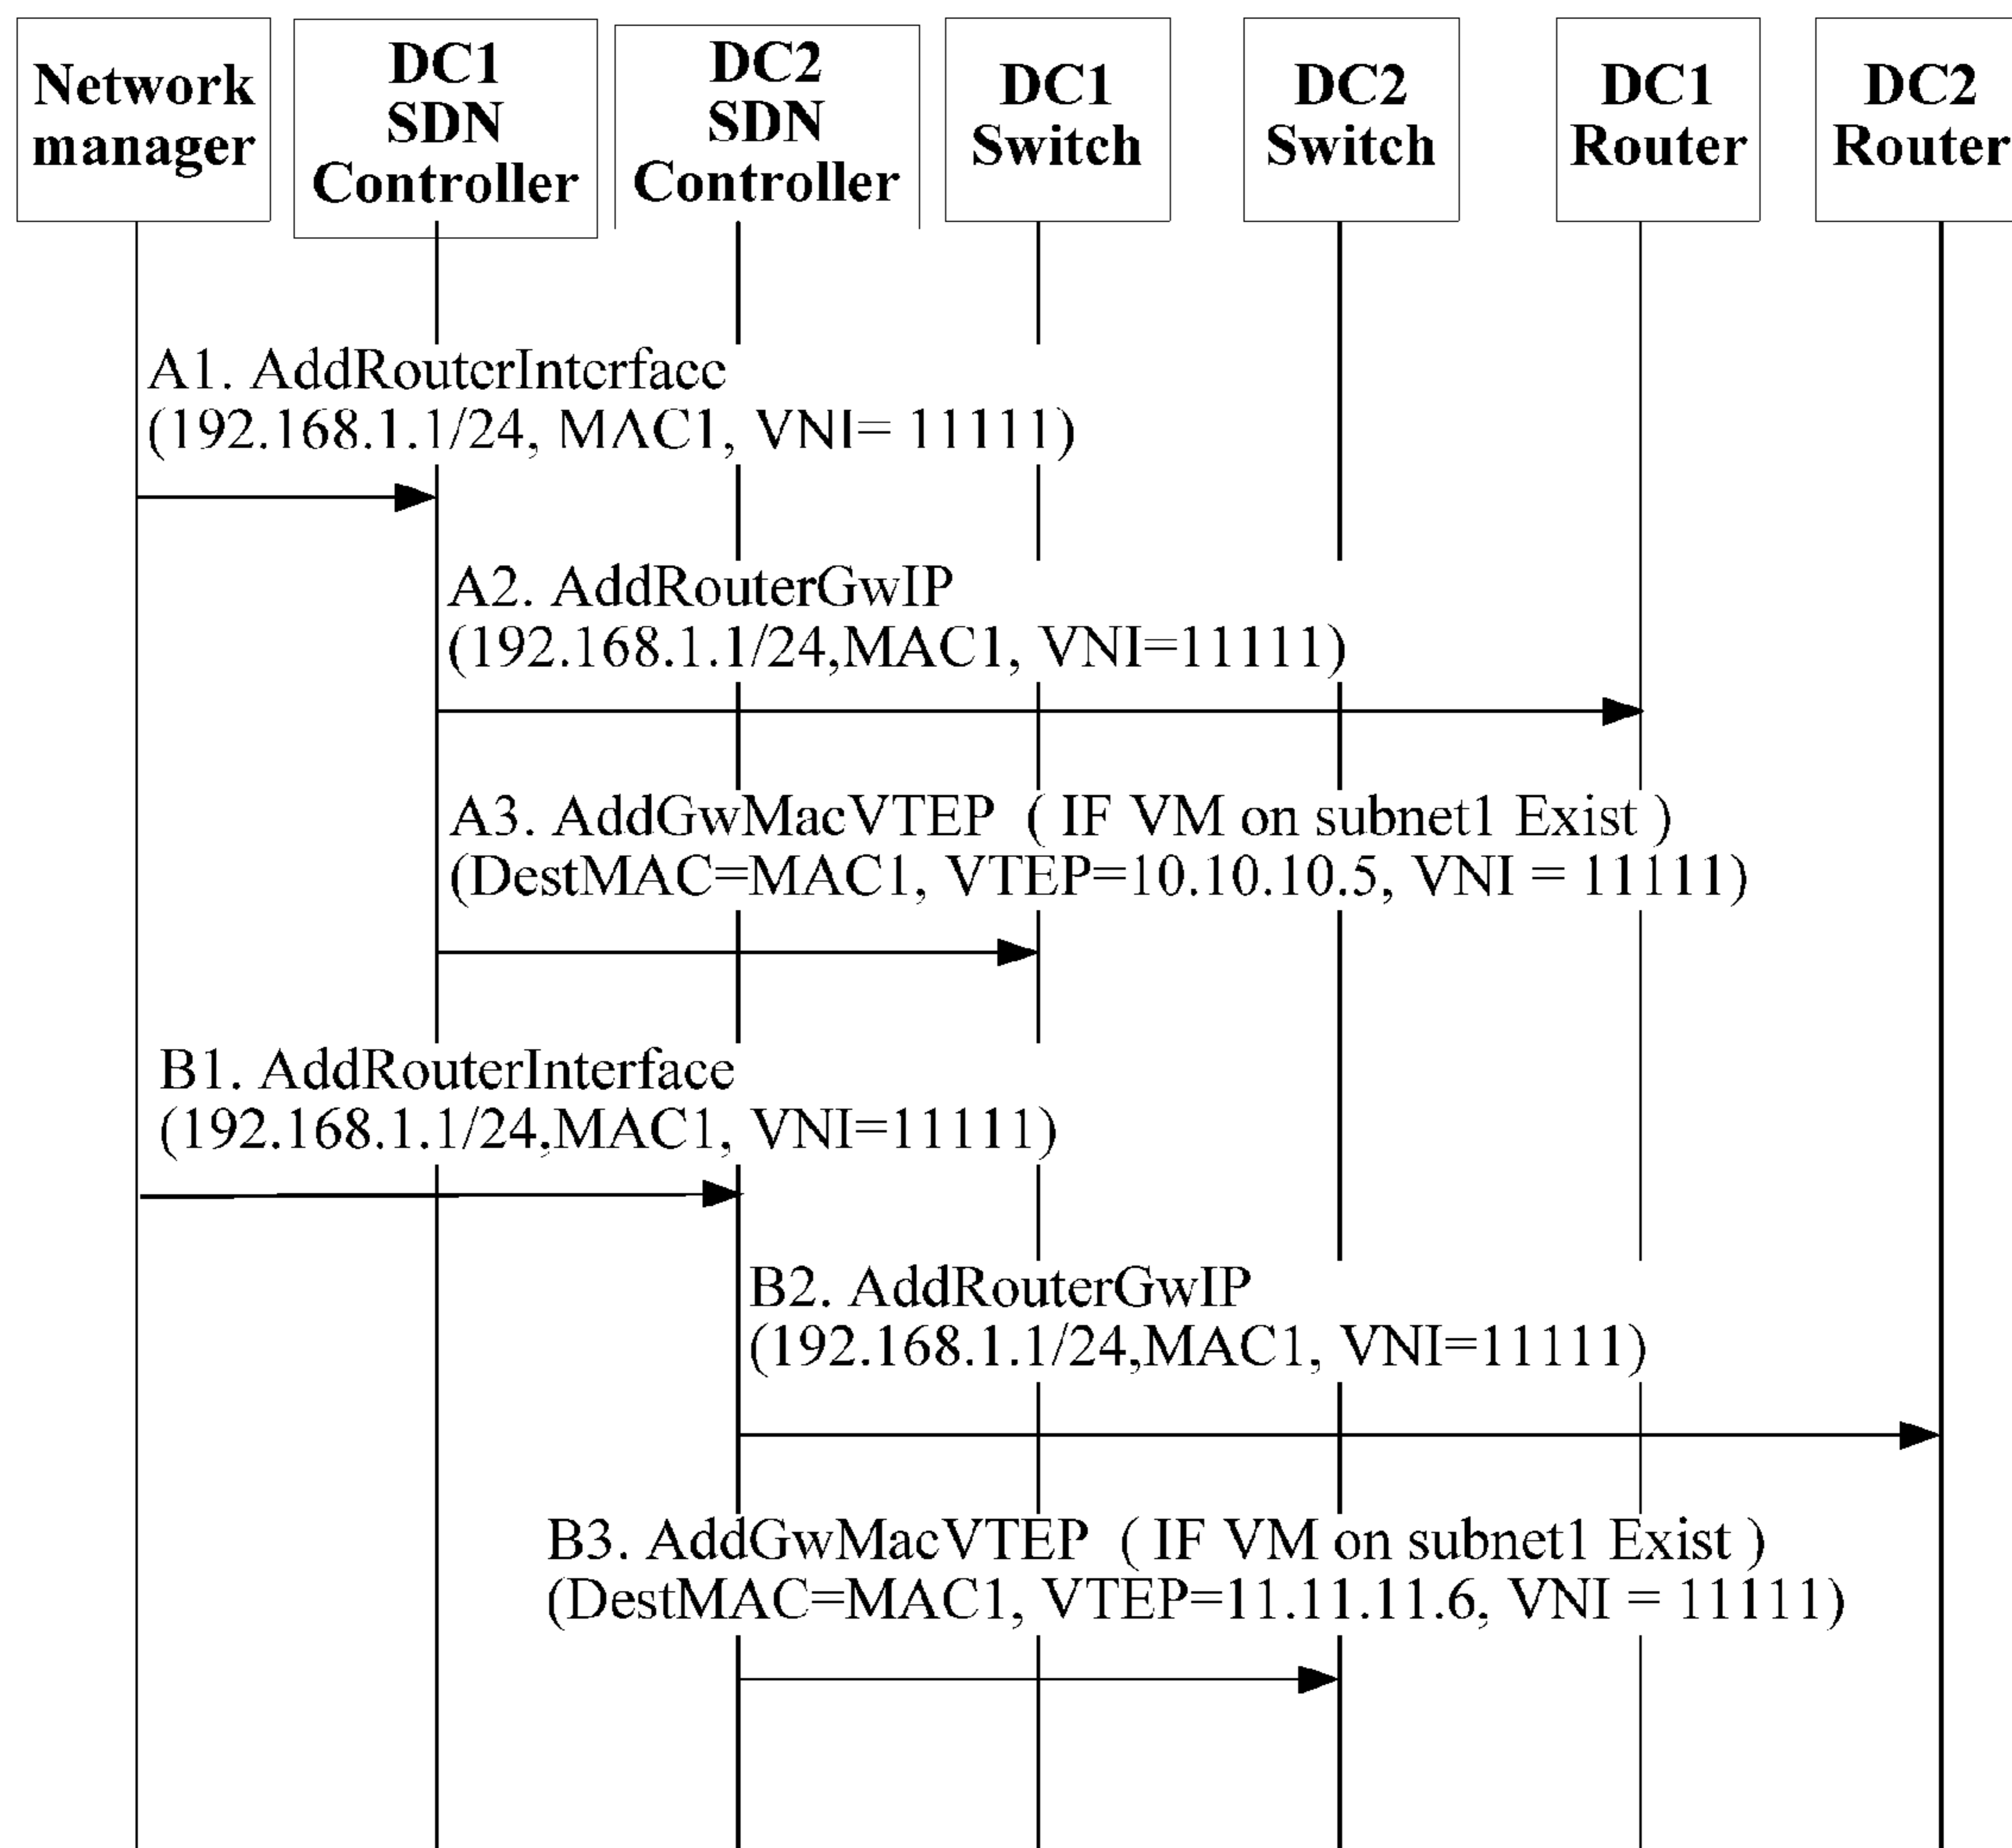 Network
manager
DC1
SDN
Controller
DC2
SDN
Controller
DC1
Switch
DC2
Switch
DC1
Router
DC2
Router
A1. AddRouterInterface
(192.168.1.1/24, MAC1, VNI= 11111)
A2. AddRouterGwIP
(192.168.1.1/24,MAC1, VNI=11111)
A3. AddGwMacVTEP ( IF VM on subnet1 Exist )
(DestMAC=MAC1, VTEP=10.10.10.5, VNI = 11111)
B1. AddRouterInterface
(192.168.1.1/24,MAC1, VNI=11111)
B2. AddRouterGwIP
(192.168.1.1/24,MAC1, VNI=11111)
B3. AddGwMacVTEP ( IF VM on subnet1 Exist )
(DestMAC=MAC1, VTEP=11.11.11.6, VNI = 11111)